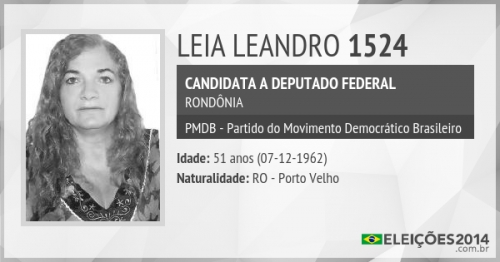 LEIA LEANDRO 1524
CANDIDATA A DEPUTADO FEDERAL
RONDÔNIA
PMDB - Partido do Movimento Democrático Brasileiro
Idade: 51 anos (07-12-1962)
Naturalidade: RO - Porto Velho
ELEIÇÕES2014
.com.br